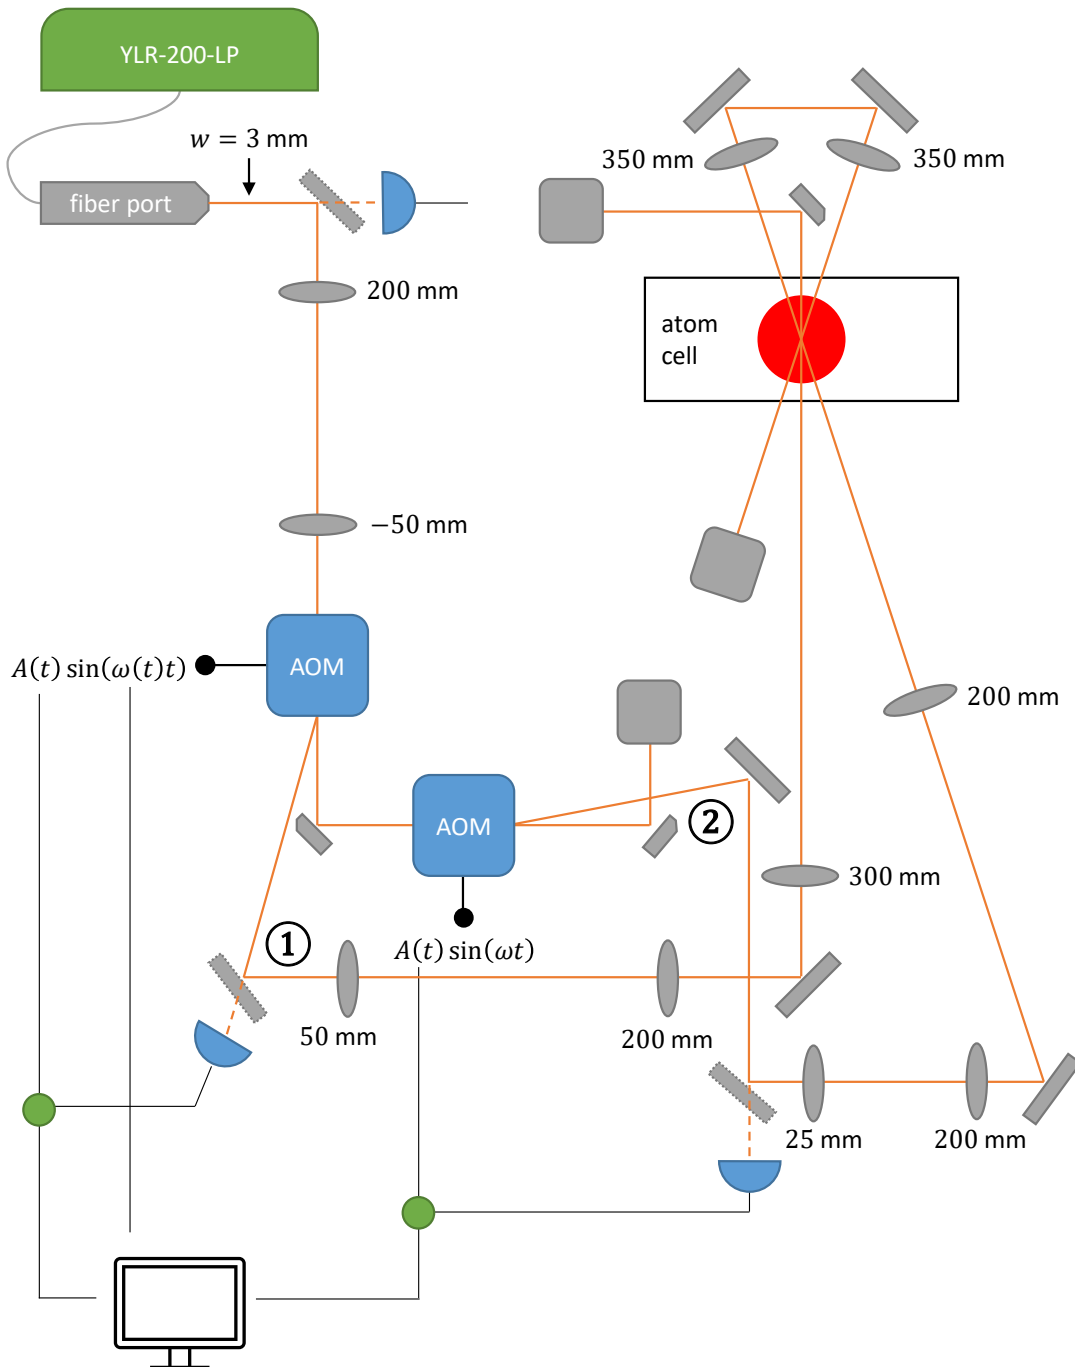 YLR-200-LP
w = 3 mm
fiber port
350 mm
350 mm
200 mm
atom
cell
−50 mm
A(t) sin(ω(t)t)
AOM
200 mm
AOM
②
300 mm
①
A(t) sin(ωt)
50 mm
200 mm
25 mm
200 mm